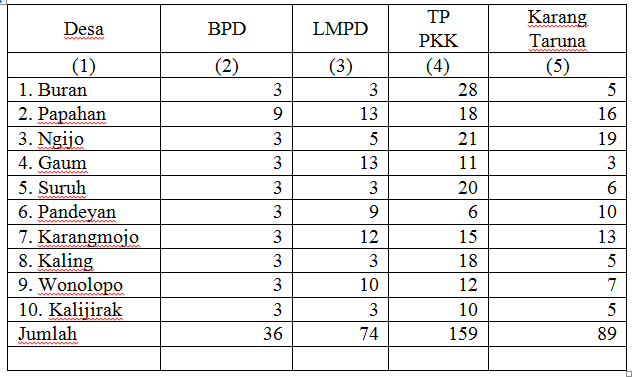 Desa BPD LMPD TP PKK Karang Taruna
(1) (2) (3) (4) (5)
1. Buran 3 3 28 5
2. Papahan 9 13 18 16
3. Ngijo 3 5 21 19
4. Gaum 3 13 11 3
5. Suruh 3 3 20 6
6. Pandeyan 3 9 6 10
7. Karangmojo 3 12 15 13
8. Kaling 3 3 18 5
9. Wonolopo 3 10 12 7
10. Kalijirak 3 3 10 5
Jumlah 36 74 159 89